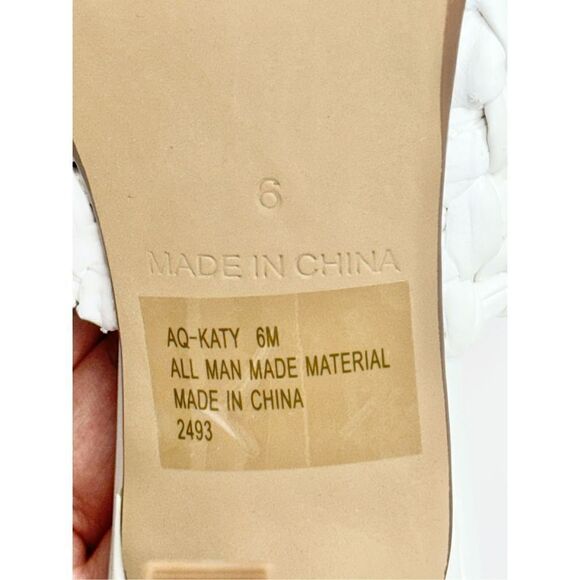 6
MADE IN CHINA
AQ-KATY 6M
ALL MAN MADE MATERIAL
MADE IN CHINA
2493